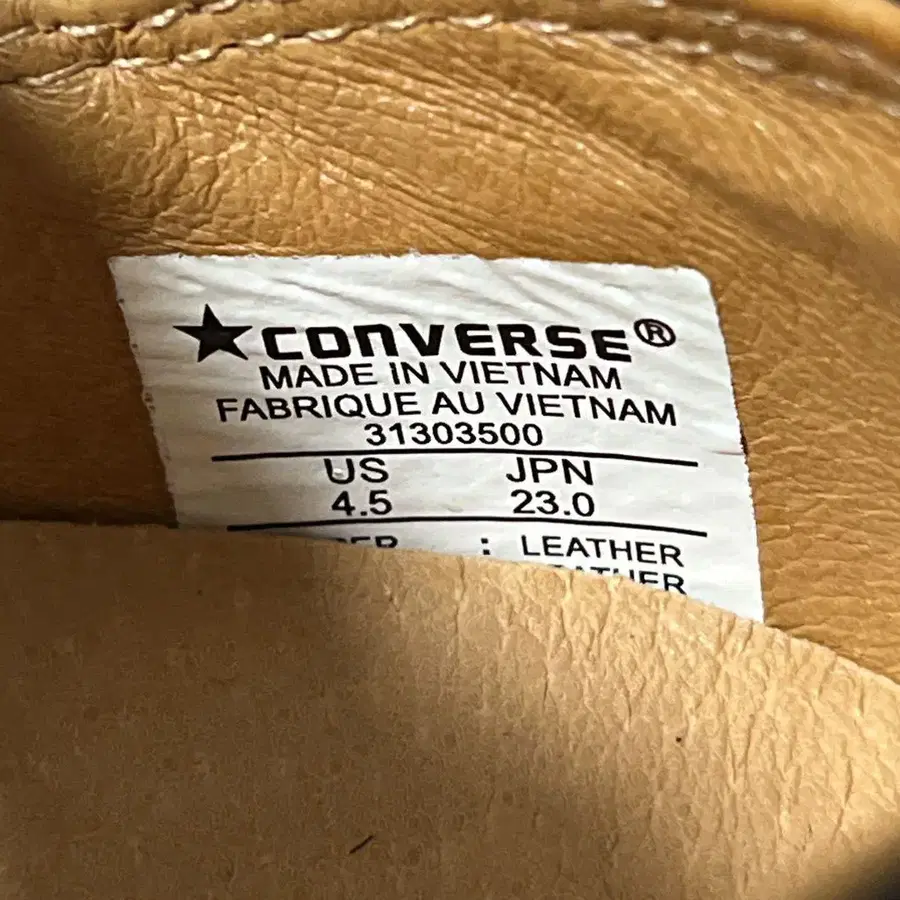 CONVERSE®
MADE IN VIETNAM
FABRIQUE AU VIETNAM
31303500
US JPN
4.5 23.0
: LEATHER